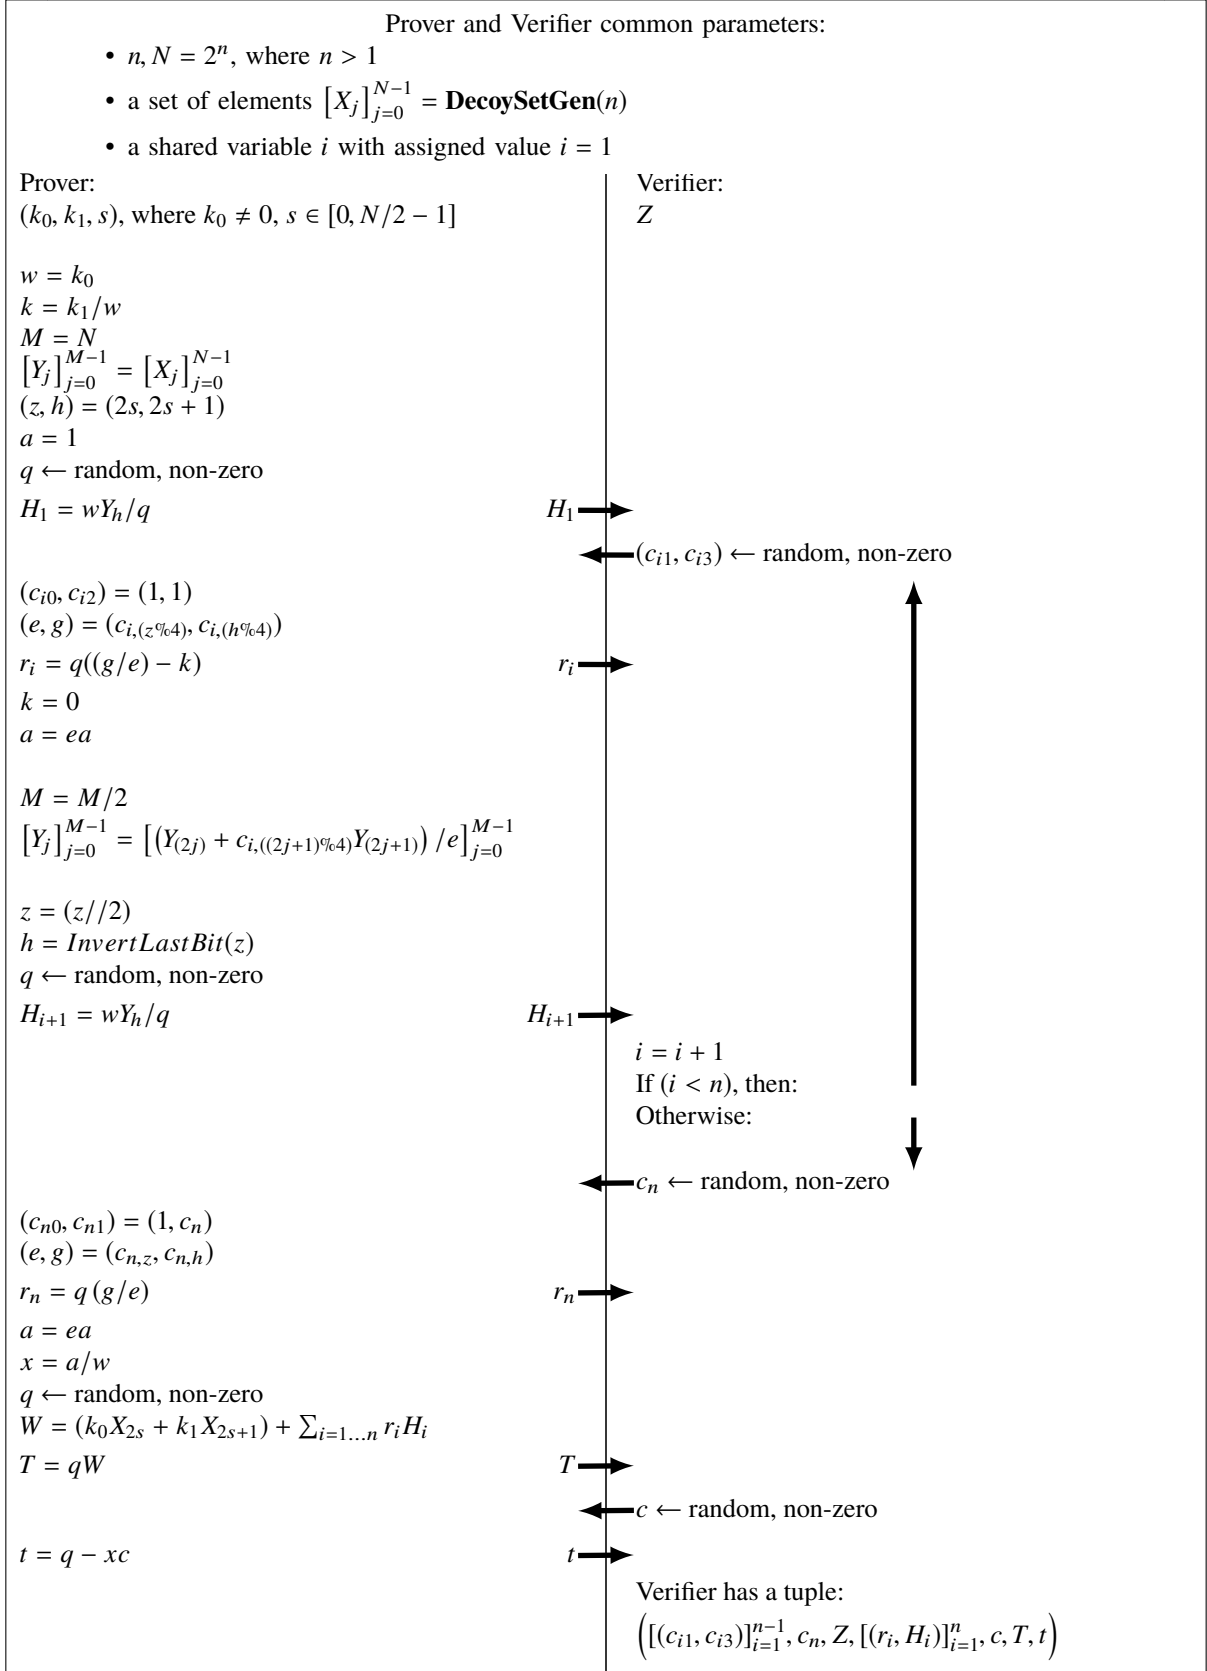 Prover and Verifier common parameters:
• n, N = 2^n, where n > 1
• a set of elements [X_j]_{j=0}^{N−1} = DecoySetGen(n)
• a shared variable i with assigned value i = 1
Prover:
Verifier:
(k_0, k_1, s), where k_0 ≠ 0, s ∈ [0, N/2 − 1]
Z
w = k_0
k = k_1/w
M = N
[Y_j]_{j=0}^{M−1} = [X_j]_{j=0}^{N−1}
(z, h) = (2s, 2s + 1)
a = 1
q ← random, non-zero
H_1 = wY_h/q
H_1
(c_{i1}, c_{i3}) ← random, non-zero
(c_{i0}, c_{i2}) = (1, 1)
(e, g) = (c_{i,(z%4)}, c_{i,(h%4)})
r_i = q((g/e) − k)
r_i
k = 0
a = ea
M = M/2
[Y_j]_{j=0}^{M−1} = [(Y_{(2j)} + c_{i,((2j+1)%4)}Y_{(2j+1)}) /e]_{j=0}^{M−1}
z = (z//2)
h = InvertLastBit(z)
q ← random, non-zero
H_{i+1} = wY_h/q
H_{i+1}
i = i + 1
If (i < n), then:
Otherwise:
c_n ← random, non-zero
(c_{n0}, c_{n1}) = (1, c_n)
(e, g) = (c_{n,z}, c_{n,h})
r_n = q (g/e)
r_n
a = ea
x = a/w
q ← random, non-zero
W = (k_0X_{2s} + k_1X_{2s+1}) + ∑_{i=1...n} r_iH_i
T = qW
T
c ← random, non-zero
t = q − xc
t
Verifier has a tuple:
([(c_{i1}, c_{i3})]_{i=1}^{n−1}, c_n, Z, [(r_i, H_i)]_{i=1}^{n}, c, T, t)